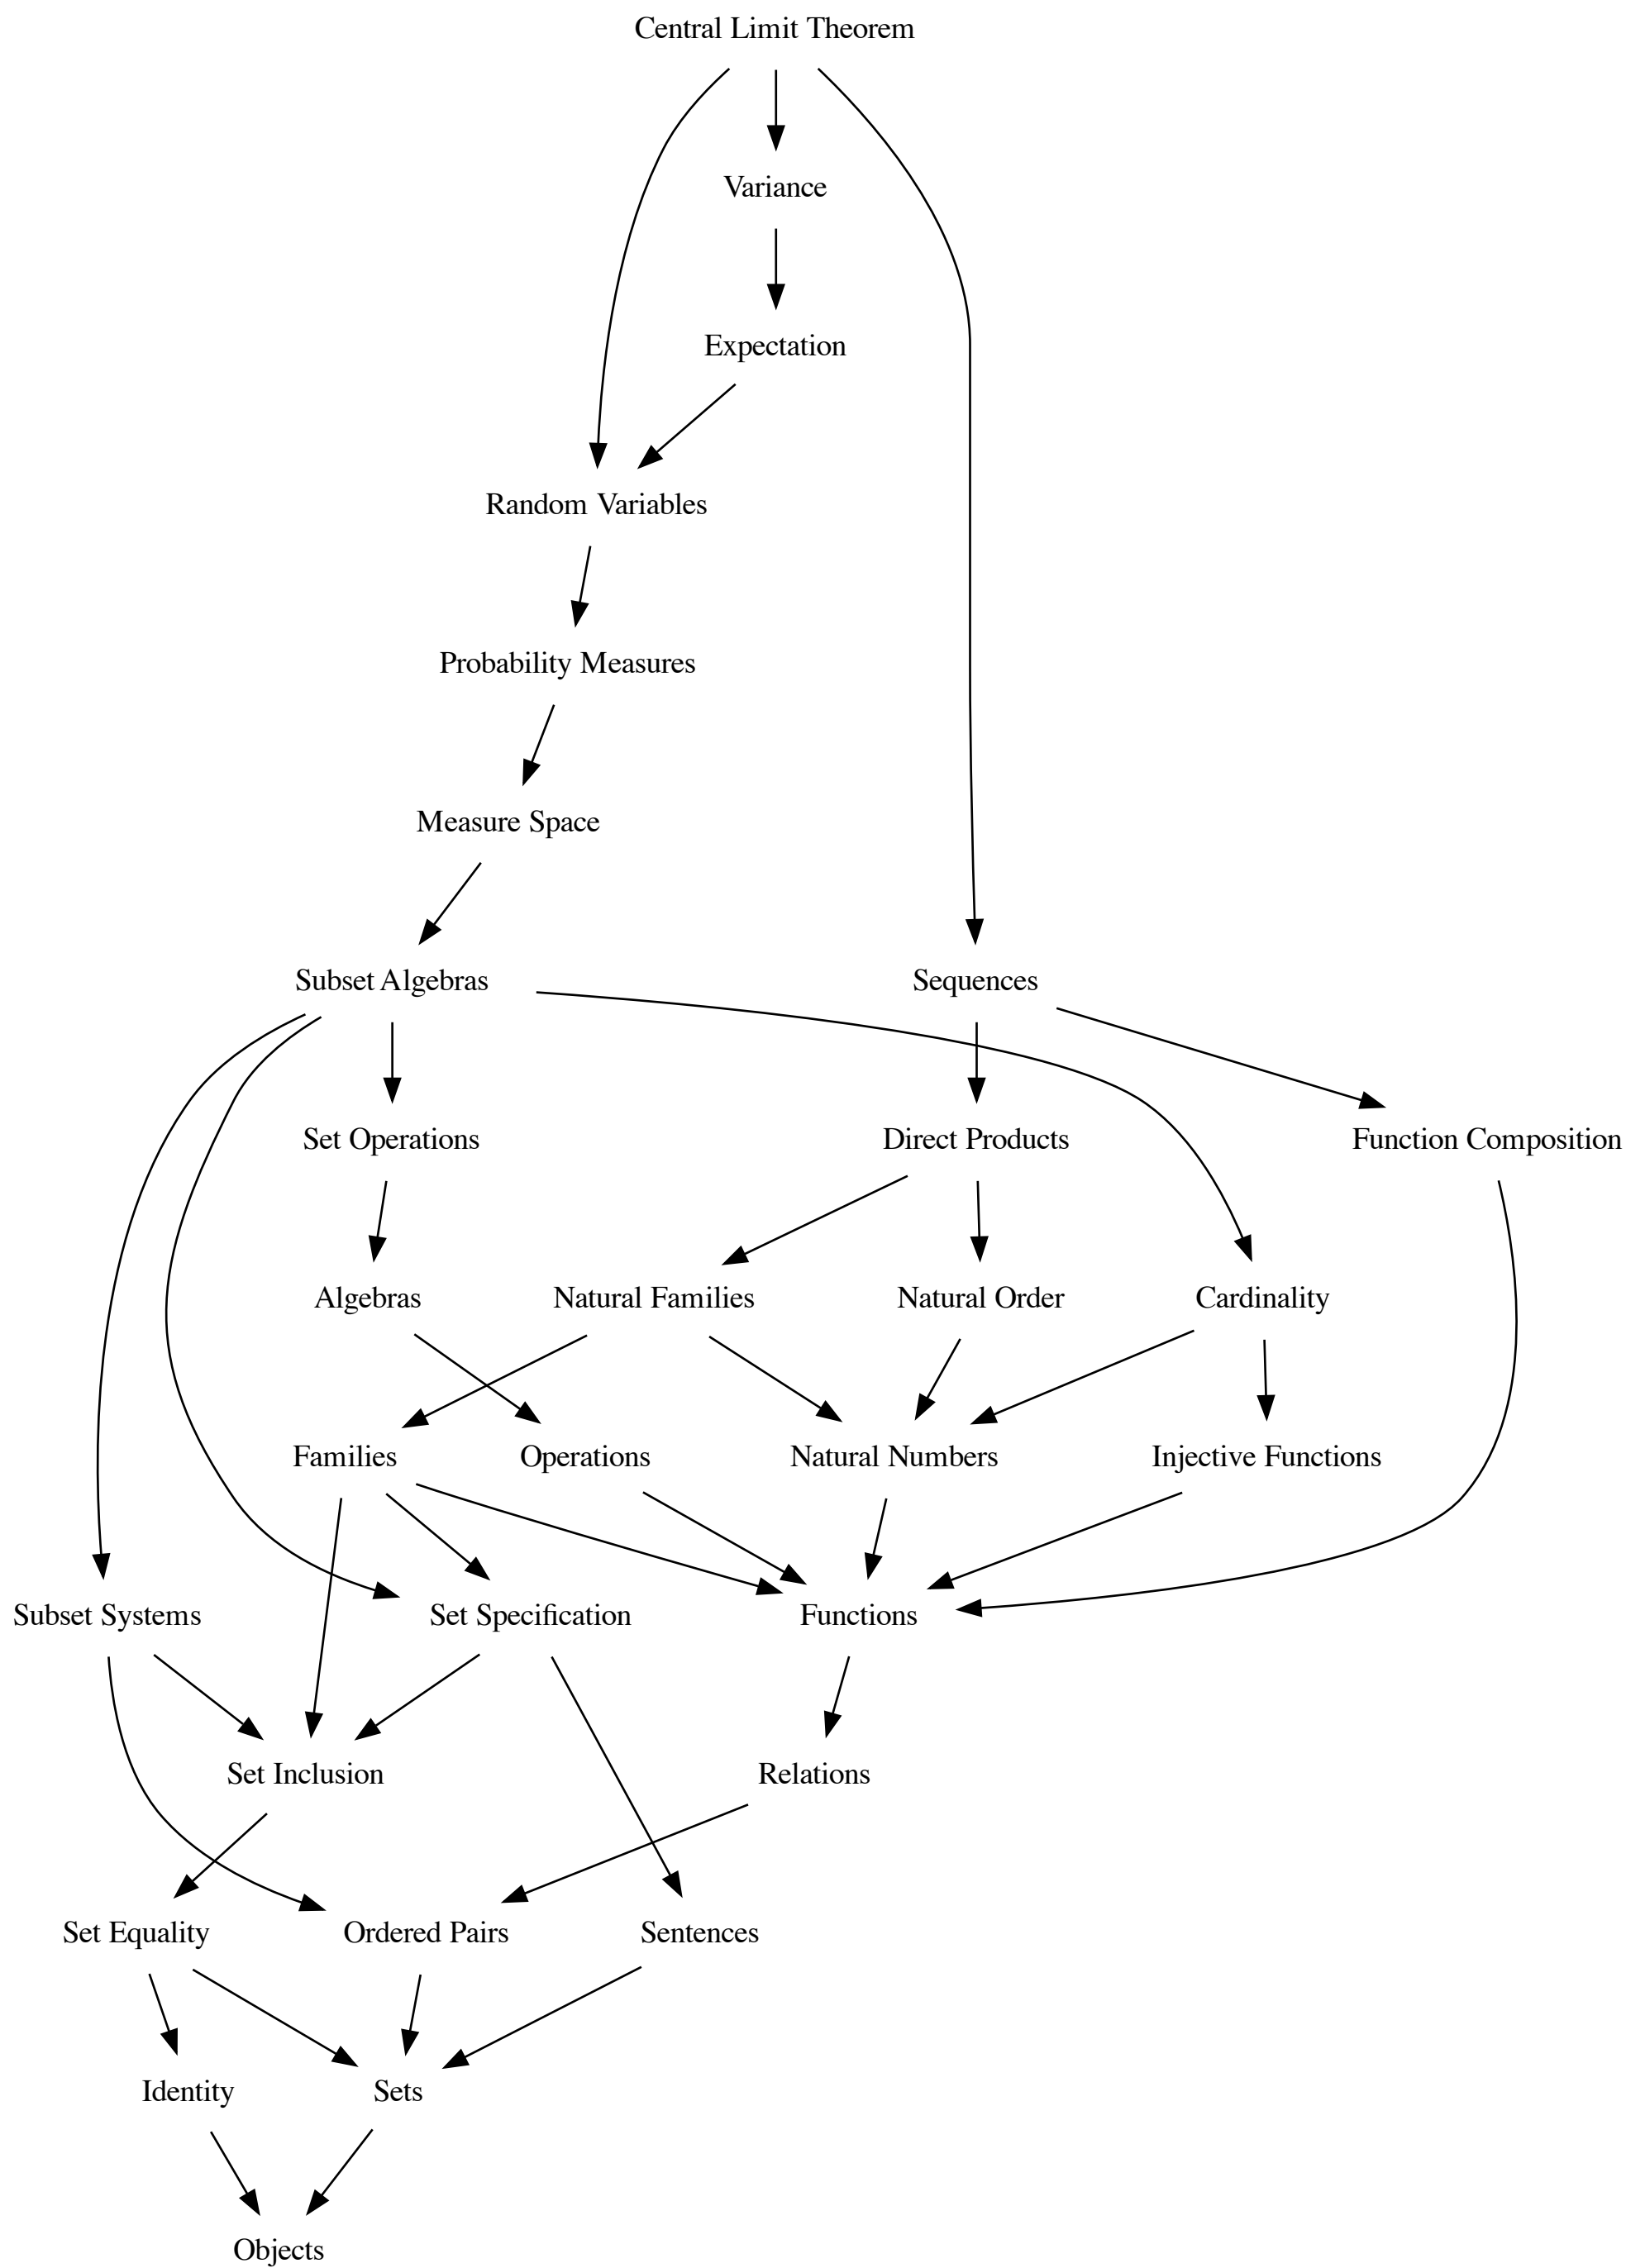 Central Limit Theorem
Variance
Expectation
Random Variables
Probability Measures
Measure Space
Subset Algebras
Sequences
Set Operations
Direct Products
Function Composition
Algebras
Natural Families
Natural Order
Cardinality
Families
Operations
Natural Numbers
Injective Functions
Subset Systems
Set Specification
Functions
Set Inclusion
Relations
Set Equality
Ordered Pairs
Sentences
Identity
Sets
Objects